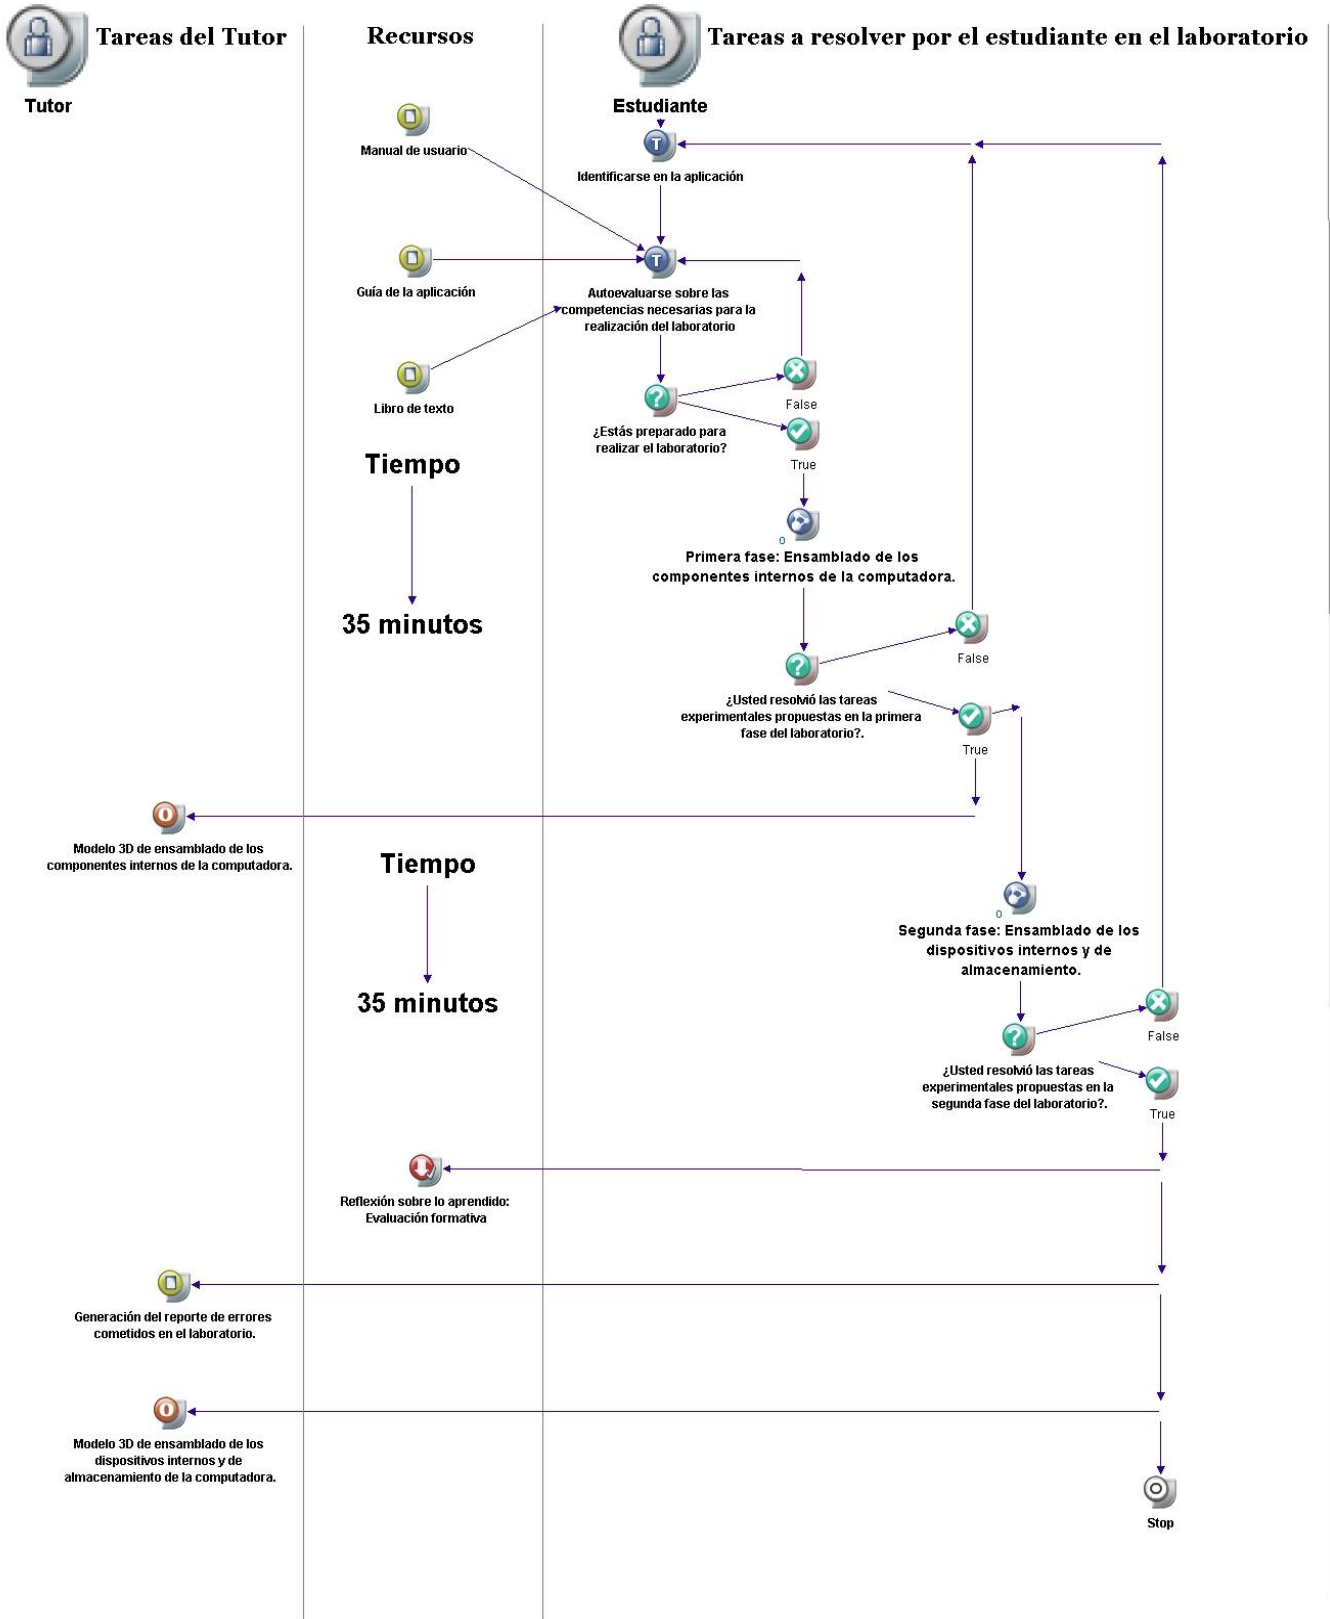 Tareas del Tutor
Recursos
Tareas a resolver por el estudiante en el laboratorio
Tutor
Estudiante
Manual de usuario
T
Identificarse en la aplicación
T
Guía de la aplicación
Autoevaluarse sobre las
competencias necesarias para la
realización del laboratorio
Libro de texto
?
False
¿Estás preparado para
realizar el laboratorio?
True
Tiempo
0
Primera fase: Ensamblado de los
componentes internos de la computadora.
35 minutos
False
?
¿Usted resolvió las tareas
experimentales propuestas en la primera
fase del laboratorio?.
True
O
Modelo 3D de ensamblado de los
componentes internos de la computadora.
Tiempo
0
Segunda fase: Ensamblado de los
dispositivos internos y de
almacenamiento.
35 minutos
False
?
¿Usted resolvió las tareas
experimentales propuestas en la
segunda fase del laboratorio?.
True
Reflexión sobre lo aprendido:
Evaluación formativa
Generación del reporte de errores
cometidos en el laboratorio.
O
Modelo 3D de ensamblado de los
dispositivos internos y de
almacenamiento de la computadora.
Stop